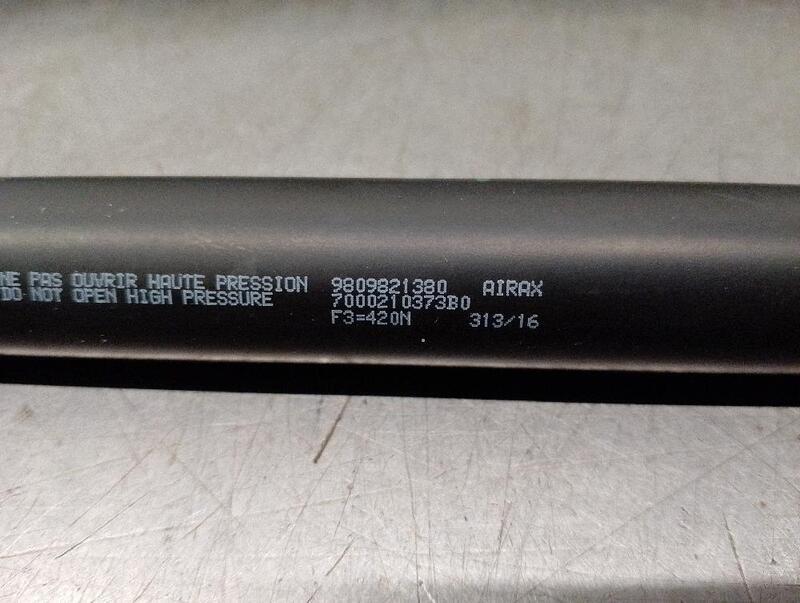 NE PAS OUVRIR HAUTE PRESSION 9809821380 AIRAX
DO NOT OPEN HIGH PRESSURE 7000210373B0
F3=420N 313/16